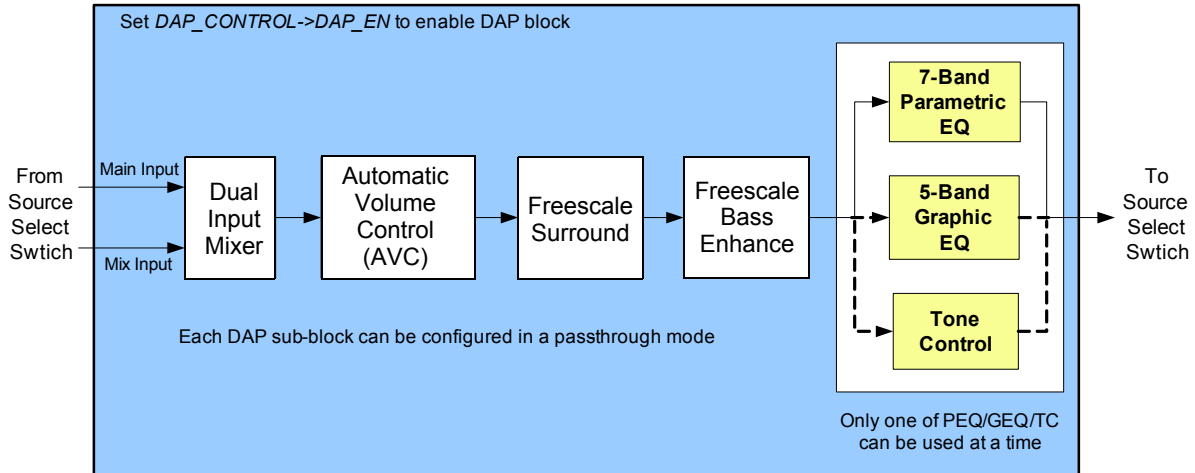 Set DAP_CONTROL->DAP_EN to enable DAP block
From
Source
Select
Swtich
Main Input
Mix Input
Dual
Input
Mixer
Automatic
Volume
Control
(AVC)
Freescale
Surround
Freescale
Bass
Enhance
7-Band
Parametric
EQ
5-Band
Graphic
EQ
Tone
Control
To
Source
Select
Swtich
Each DAP sub-block can be configured in a passthrough mode
Only one of PEQ/GEQ/TC
can be used at a time